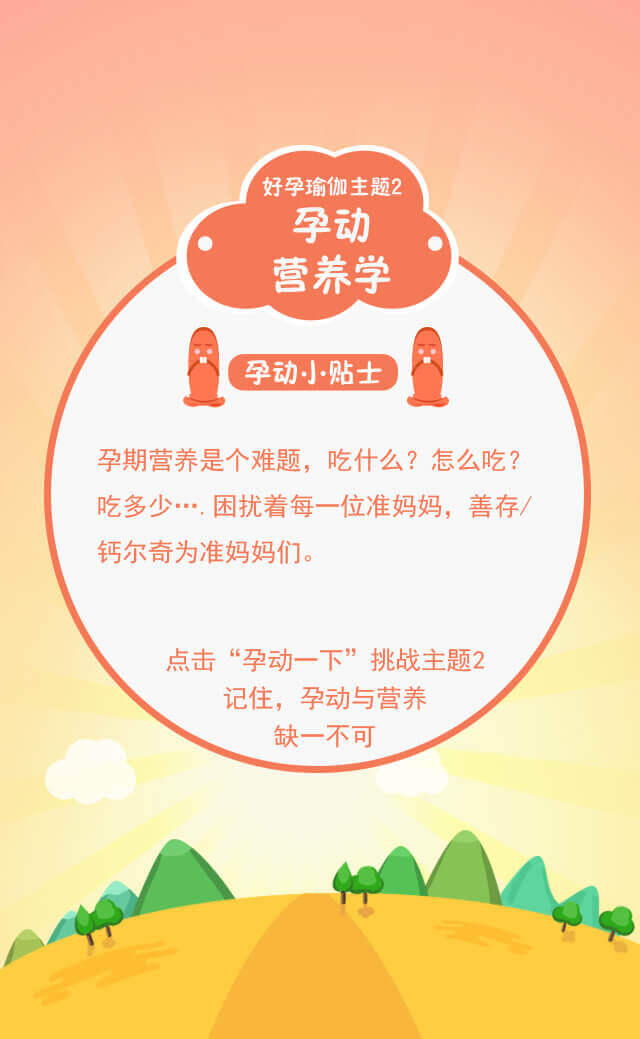 好孕瑜伽主题2
孕动
营养学
孕动小贴士
孕期营养是个难题，吃什么？怎么吃？
吃多少….困扰着每一位准妈妈，善存/
钙尔奇为准妈妈们。
点击“孕动一下”挑战主题2
记住，孕动与营养
缺一不可